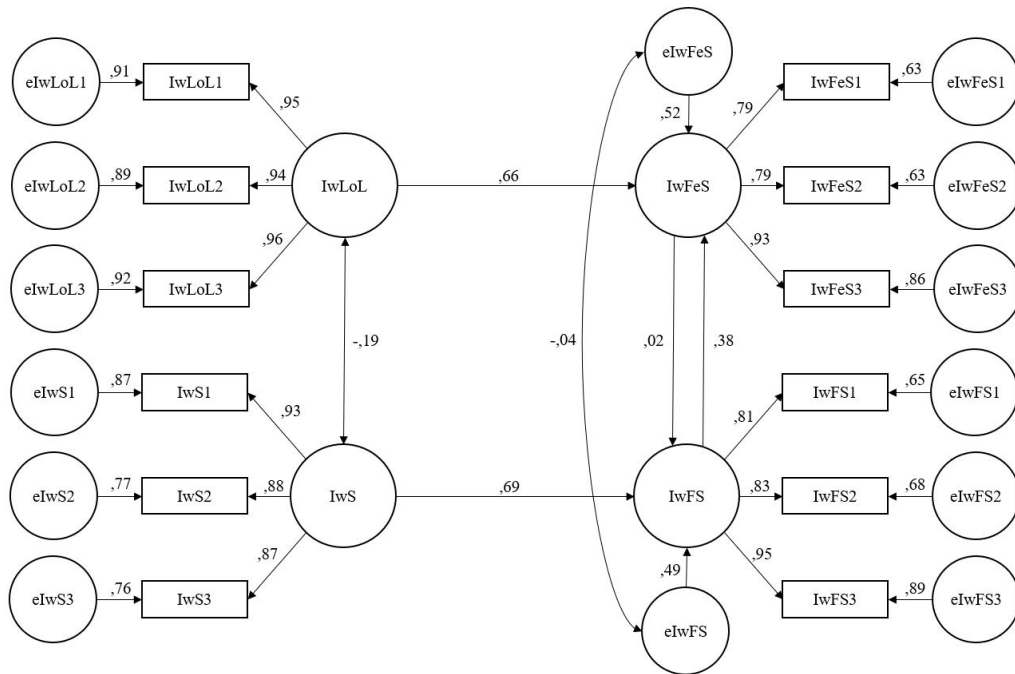 eIwFeS
eIwLoL1
,91
IwLoL1
,95
,52
,79
IwFeS1
,63
eIwFeS1
eIwLoL2
,89
IwLoL2
,94
IwLoL
,66
IwFeS
,79
IwFeS2
,63
eIwFeS2
eIwLoL3
,92
IwLoL3
,96
,93
IwFeS3
,86
eIwFeS3
-,19
-,04
,02
,38
eIwS1
,87
IwS1
,93
,81
IwFS1
,65
eIwFS1
eIwS2
,77
IwS2
,88
IwS
,69
IwFS
,83
IwFS2
,68
eIwFS2
eIwS3
,76
IwS3
,87
,49
,95
IwFS3
,89
eIwFS3
eIwFS